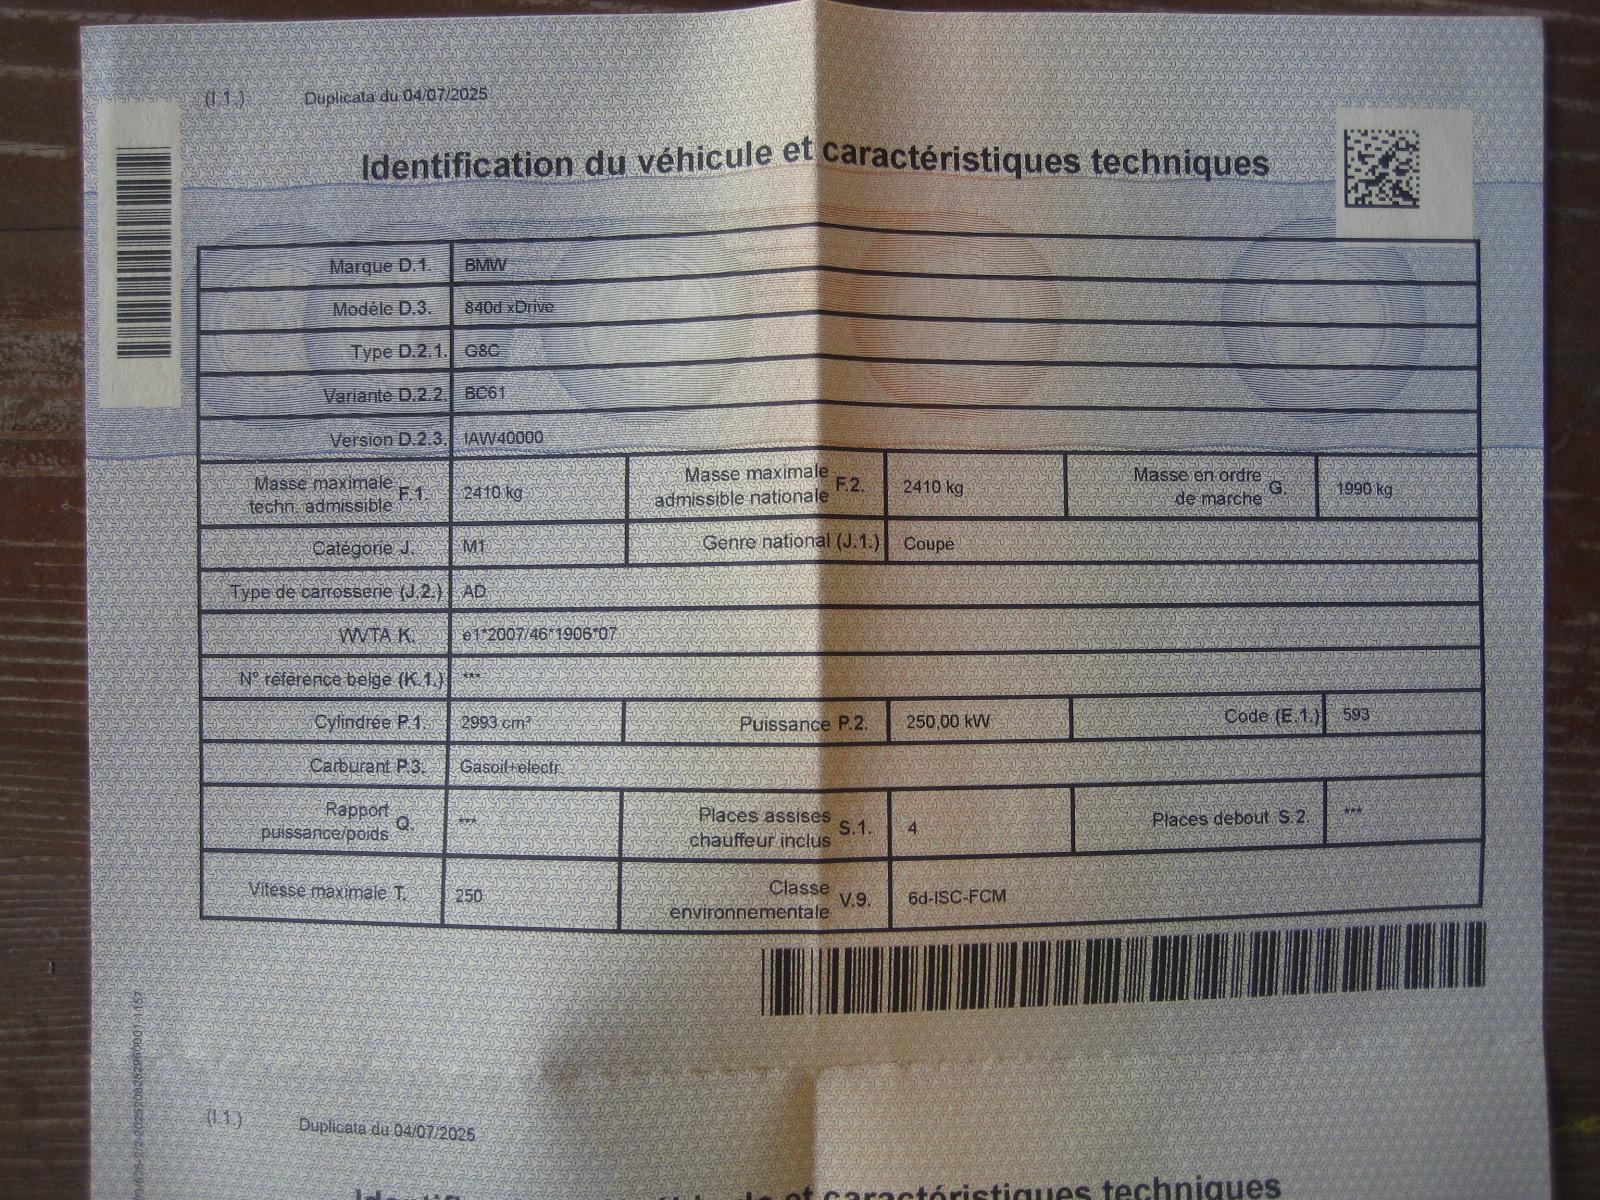 (I.1.) Duplicata du 04/07/2025
Identification du véhicule et caractéristiques techniques
Marque D.1. BMW
Modèle D.3. 840d xDrive
Type D.2.1. G8C
Variante D.2.2. BC61
Version D.2.3. IAW40000
Masse maximale techn. admissible F.1. 2410 kg Masse maximale admissible nationale F.2. 2410 kg Masse en ordre de marche G. 1990 kg
Catégorie J. M1 Genre national (J.1.) Coupé
Type de carrosserie (J.2.) AD
WVTA K. e1*2007/46*1906*07
N° référence belge (K.1.) ***
Cylindrée P.1. 2993 cm³ Puissance P.2. 250,00 kW Code (E.1.) 593
Carburant P.3. Gasoil+electr.
Rapport puissance/poids Q. *** Places assises chauffeur inclus S.1. 4 Places debout S.2. ***
Vitesse maximale T. 250 Classe environnementale V.9. 6d-ISC-FCM
(I.1.) Duplicata du 04/07/2025
et caractéristiques techniques